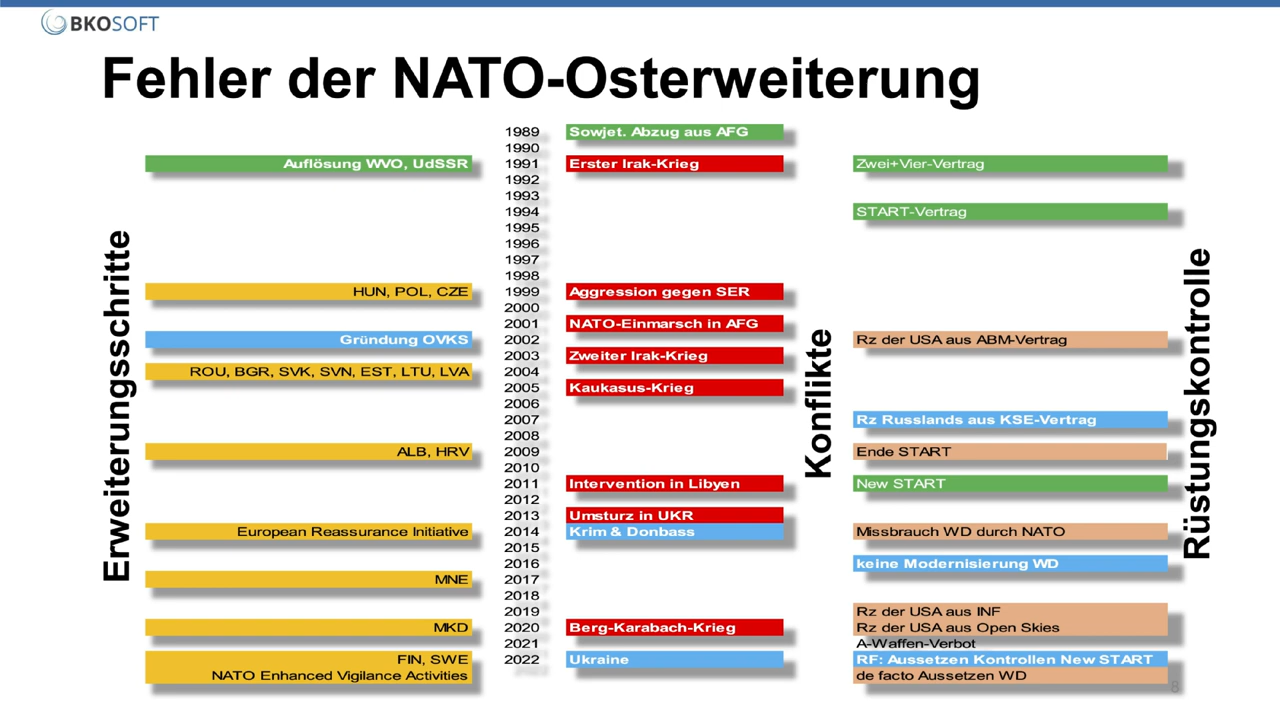 BKOSOFT
Fehler der NATO-Osterweiterung
Erweiterungsschritte
Auflösung WVO, UdSSR
HUN, POL, CZE
Gründung OVKS
ROU, BGR, SVK, SVN, EST, LTU, LVA
ALB, HRV
European Reassurance Initiative
MNE
MKD
FIN, SWE
NATO Enhanced Vigilance Activities
1989
1990
1991
1992
1993
1994
1995
1996
1997
1998
1999
2000
2001
2002
2003
2004
2005
2006
2007
2008
2009
2010
2011
2012
2013
2014
2015
2016
2017
2018
2019
2020
2021
2022
Sowjet. Abzug aus AFG
Erster Irak-Krieg
Aggression gegen SER
NATO-Einmarsch in AFG
Zweiter Irak-Krieg
Kaukasus-Krieg
Intervention in Libyen
Umsturz in UKR
Krim & Donbass
Berg-Karabach-Krieg
Ukraine
Konflikte
Zwei+Vier-Vertrag
START-Vertrag
Rz der USA aus ABM-Vertrag
Rz Russlands aus KSE-Vertrag
Ende START
New START
Missbrauch WD durch NATO
keine Modernisierung WD
Rz der USA aus INF
Rz der USA aus Open Skies
A-Waffen-Verbot
RF: Aussetzen Kontrollen New START
de facto Aussetzen WD
Rüstungskontrolle
8